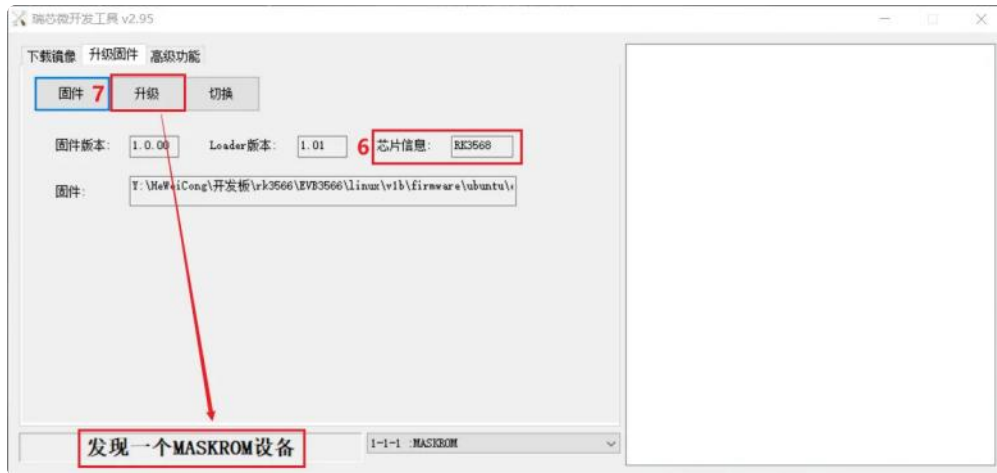 瑞芯微开发工具 v2.95
下载镜像 升级固件 高级功能
固件 7 升级 切换
固件版本: 1.0.00 Loader版本: 1.01 6 芯片信息: RK3568
固件: Y:\HeWeiCong\开发板\rk3566\EVB3566\linux\v1b\firmware\ubuntu\
发现一个MASKROM设备 1-1-1 :MASKROM